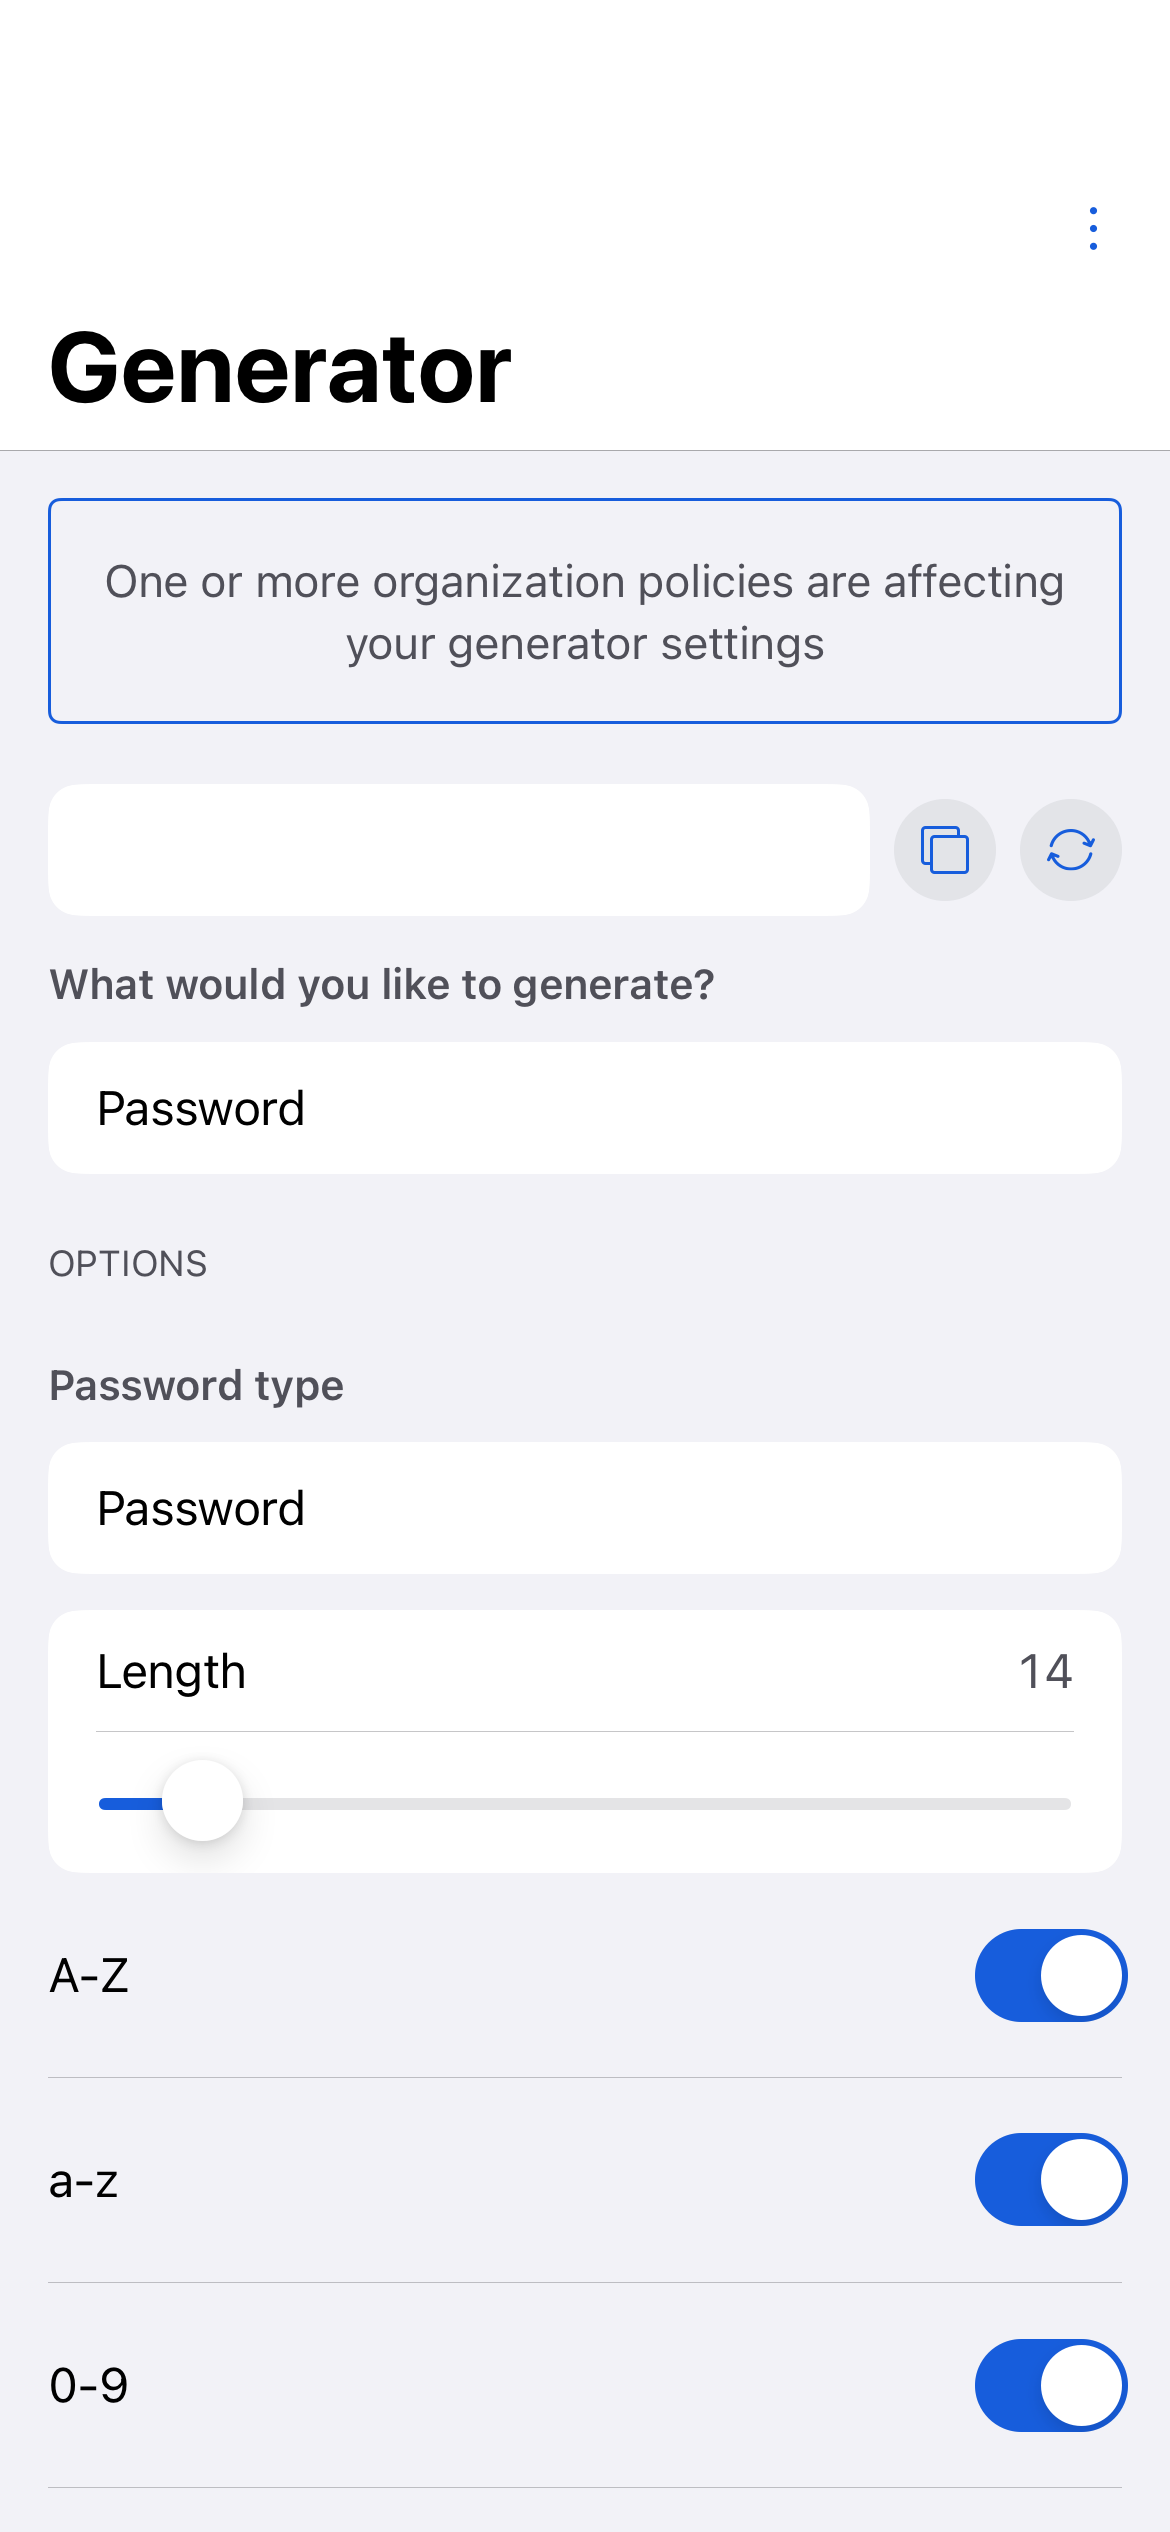 Generator
One or more organization policies are affecting
your generator settings
What would you like to generate?
Password
OPTIONS
Password type
Password
Length 14
A-Z
a-z
0-9